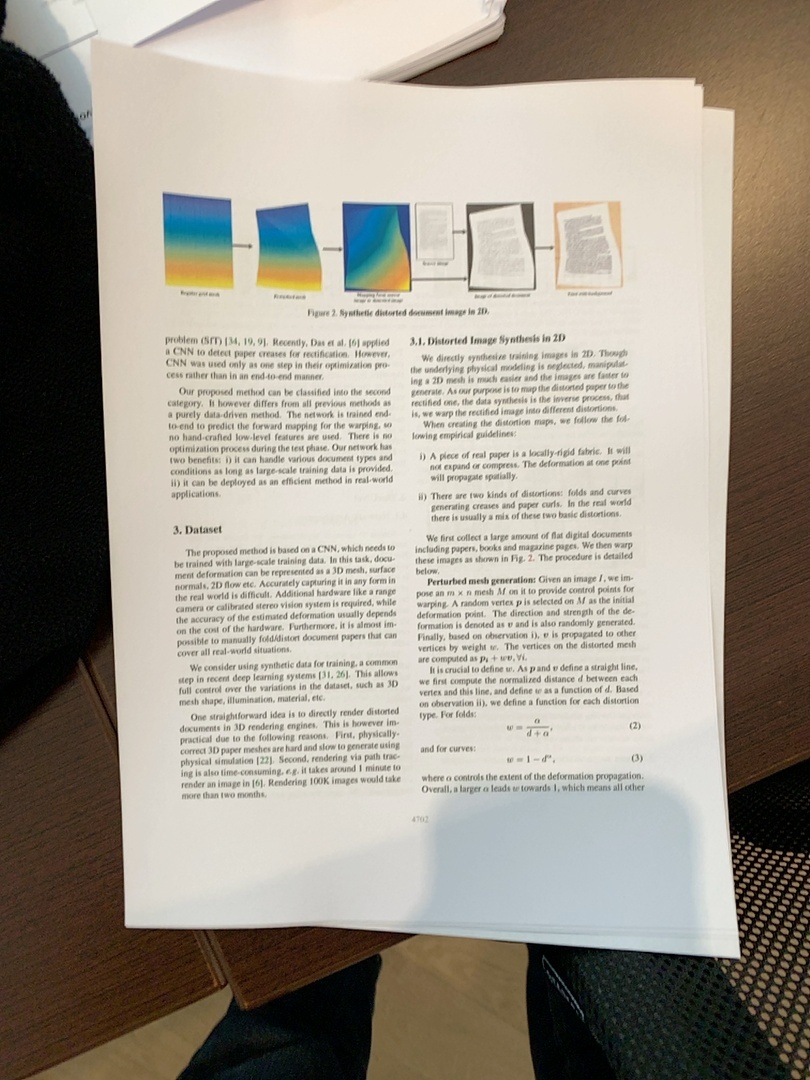 Regular grid mesh
Perturbed mesh
Source image
Figure 2. Synthetic distorted document image in 2D.
problem (SfT) [34, 19, 9]. Recently, Das et al. [6] applied
a CNN to detect paper creases for rectification. However,
CNN was used only as one step in their optimization pro-
cess rather than in an end-to-end manner.
Our proposed method can be classified into the second
category. It however differs from all previous methods as
a purely data-driven method. The network is trained end-
to-end to predict the forward mapping for the warping, so
no hand-crafted low-level features are used. There is no
optimization process during the test phase. Our network has
two benefits: i) it can handle various document types and
conditions as long as large-scale training data is provided.
ii) it can be deployed as an efficient method in real-world
applications.
3. Dataset
The proposed method is based on a CNN, which needs to
be trained with large-scale training data. In this task, docu-
ment deformation can be represented as a 3D mesh, surface
normals, 2D flow etc. Accurately capturing it in any form in
the real world is difficult. Additional hardware like a range
camera or calibrated stereo vision system is required, while
the accuracy of the estimated deformation usually depends
on the cost of the hardware. Furthermore, it is almost im-
possible to manually fold/distort document papers that can
cover all real-world situations.
We consider using synthetic data for training, a common
step in recent deep learning systems [31, 26]. This allows
full control over the variations in the dataset, such as 3D
mesh shape, illumination, material, etc.
One straightforward idea is to directly render distorted
documents in 3D rendering engines. This is however im-
practical due to the following reasons. First, physically-
correct 3D paper meshes are hard and slow to generate using
physical simulation [22]. Second, rendering via path trac-
ing is also time-consuming, e.g. it takes around 1 minute to
render an image in [6]. Rendering 100K images would take
more than two months.
3.1. Distorted Image Synthesis in 2D
We directly synthesize training images in 2D. Though
the underlying physical modeling is neglected, manipulat-
ing a 2D mesh is much easier and the images are faster to
generate. As our purpose is to map the distorted paper to the
rectified one, the data synthesis is the inverse process, that
is, we warp the rectified image into different distortions.
When creating the distortion maps, we follow the fol-
lowing empirical guidelines:
i) A piece of real paper is a locally-rigid fabric. It will
not expand or compress. The deformation at one point
will propagate spatially.
ii) There are two kinds of distortions: folds and curves
generating creases and paper curls. In the real world
there is usually a mix of these two basic distortions.
We first collect a large amount of flat digital documents
including papers, books and magazine pages. We then warp
these images as shown in Fig. 2. The procedure is detailed
below.
Perturbed mesh generation: Given an image I, we im-
pose an m × n mesh M on it to provide control points for
warping. A random vertex p is selected on M as the initial
deformation point. The direction and strength of the de-
formation is denoted as v and is also randomly generated.
Finally, based on observation i), v is propagated to other
vertices by weight w. The vertices on the distorted mesh
are computed as pᵢ + wv, ∀i.
It is crucial to define w. As p and v define a straight line,
we first compute the normalized distance d between each
vertex and this line, and define w as a function of d. Based
on observation ii), we define a function for each distortion
type. For folds:
w = α / (d + α), (2)
and for curves:
w = 1 − dᵅ, (3)
where α controls the extent of the deformation propagation.
Overall, a larger α leads w towards 1, which means all other
4702